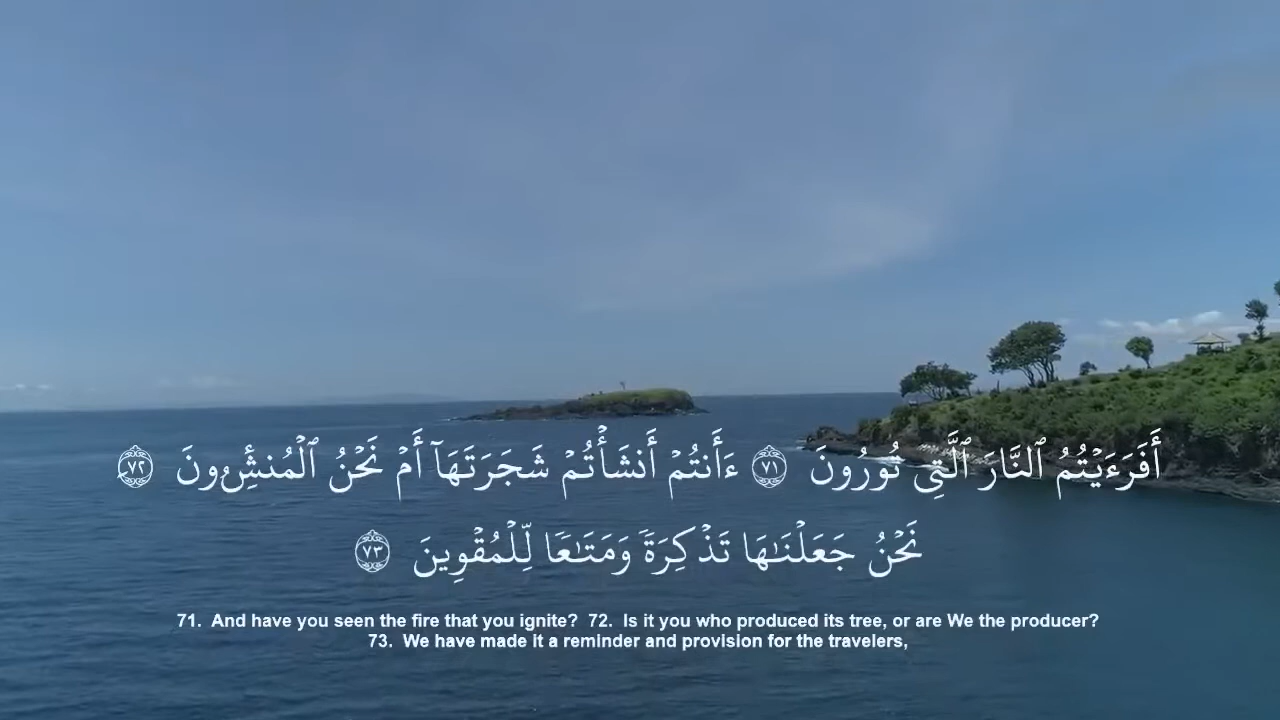 أَفَرَءَيْتُمُ ٱلنَّارَ ٱلَّتِى تُورُونَ ٧١ ءَأَنتُمْ أَنشَأْتُمْ شَجَرَتَهَآ أَمْ نَحْنُ ٱلْمُنشِـُٔونَ ٧٢
نَحْنُ جَعَلْنَـٰهَا تَذْكِرَةً وَمَتَـٰعًا لِّلْمُقْوِينَ ٧٣
71. And have you seen the fire that you ignite? 72. Is it you who produced its tree, or are We the producer?
73. We have made it a reminder and provision for the travelers,